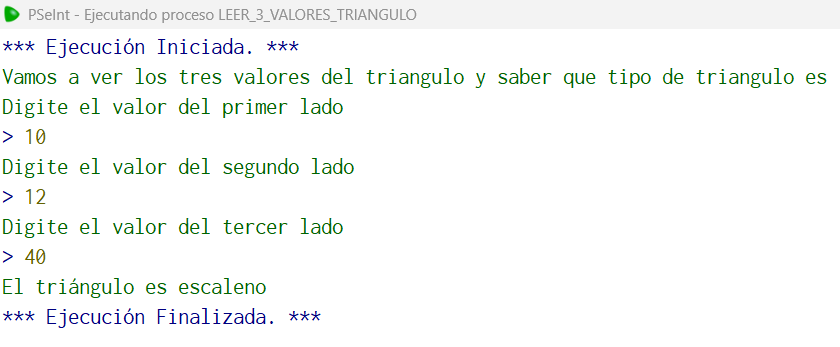 PSeInt - Ejecutando proceso LEER_3_VALORES_TRIANGULO
*** Ejecución Iniciada. ***
Vamos a ver los tres valores del triangulo y saber que tipo de triangulo es
Digite el valor del primer lado
> 10
Digite el valor del segundo lado
> 12
Digite el valor del tercer lado
> 40
El triángulo es escaleno
*** Ejecución Finalizada. ***